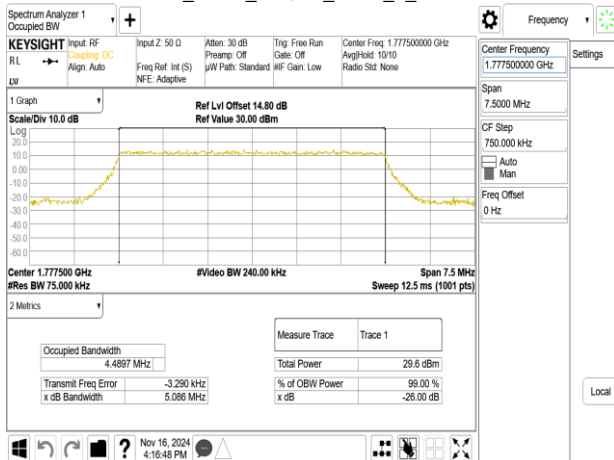 Spectrum Analyzer 1
Occupied BW
Frequency
KEYSIGHT
RL
Input: RF
Coupling: DC
Align: Auto
Input Z: 50 Ω
Freq Ref: Int (S)
NFE: Adaptive
Atten: 30 dB
Preamp: Off
µW Path: Standard
Trig: Free Run
Gate: Off
#IF Gain: Low
Center Freq: 1.777500000 GHz
Avg|Hold: 10/10
Radio Std: None
Center Frequency
1.777500000 GHz
Settings
Span
7.5000 MHz
CF Step
750.000 kHz
Auto
Man
Freq Offset
0 Hz
Local
1 Graph
Scale/Div 10.0 dB
Ref Lvl Offset 14.80 dB
Ref Value 30.00 dBm
Log
20.0
10.0
0.00
-10.0
-20.0
-30.0
-40.0
-50.0
-60.0
Center 1.777500 GHz
#Video BW 240.00 kHz
Span 7.5 MHz
#Res BW 75.000 kHz
Sweep 12.5 ms (1001 pts)
2 Metrics
Measure Trace Trace 1
Occupied Bandwidth
4.4897 MHz
Total Power 29.6 dBm
Transmit Freq Error -3.290 kHz
% of OBW Power 99.00 %
x dB Bandwidth 5.086 MHz
x dB -26.00 dB
Nov 16, 2024
4:16:48 PM